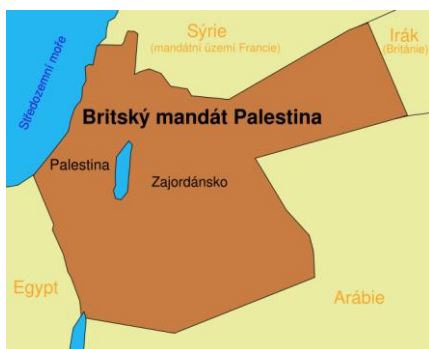 Středozemní moře
Sýrie
(mandátní území Francie)
Irák
(Británie)
Britský mandát Palestina
Palestina
Zajordánsko
Egypt
Arábie